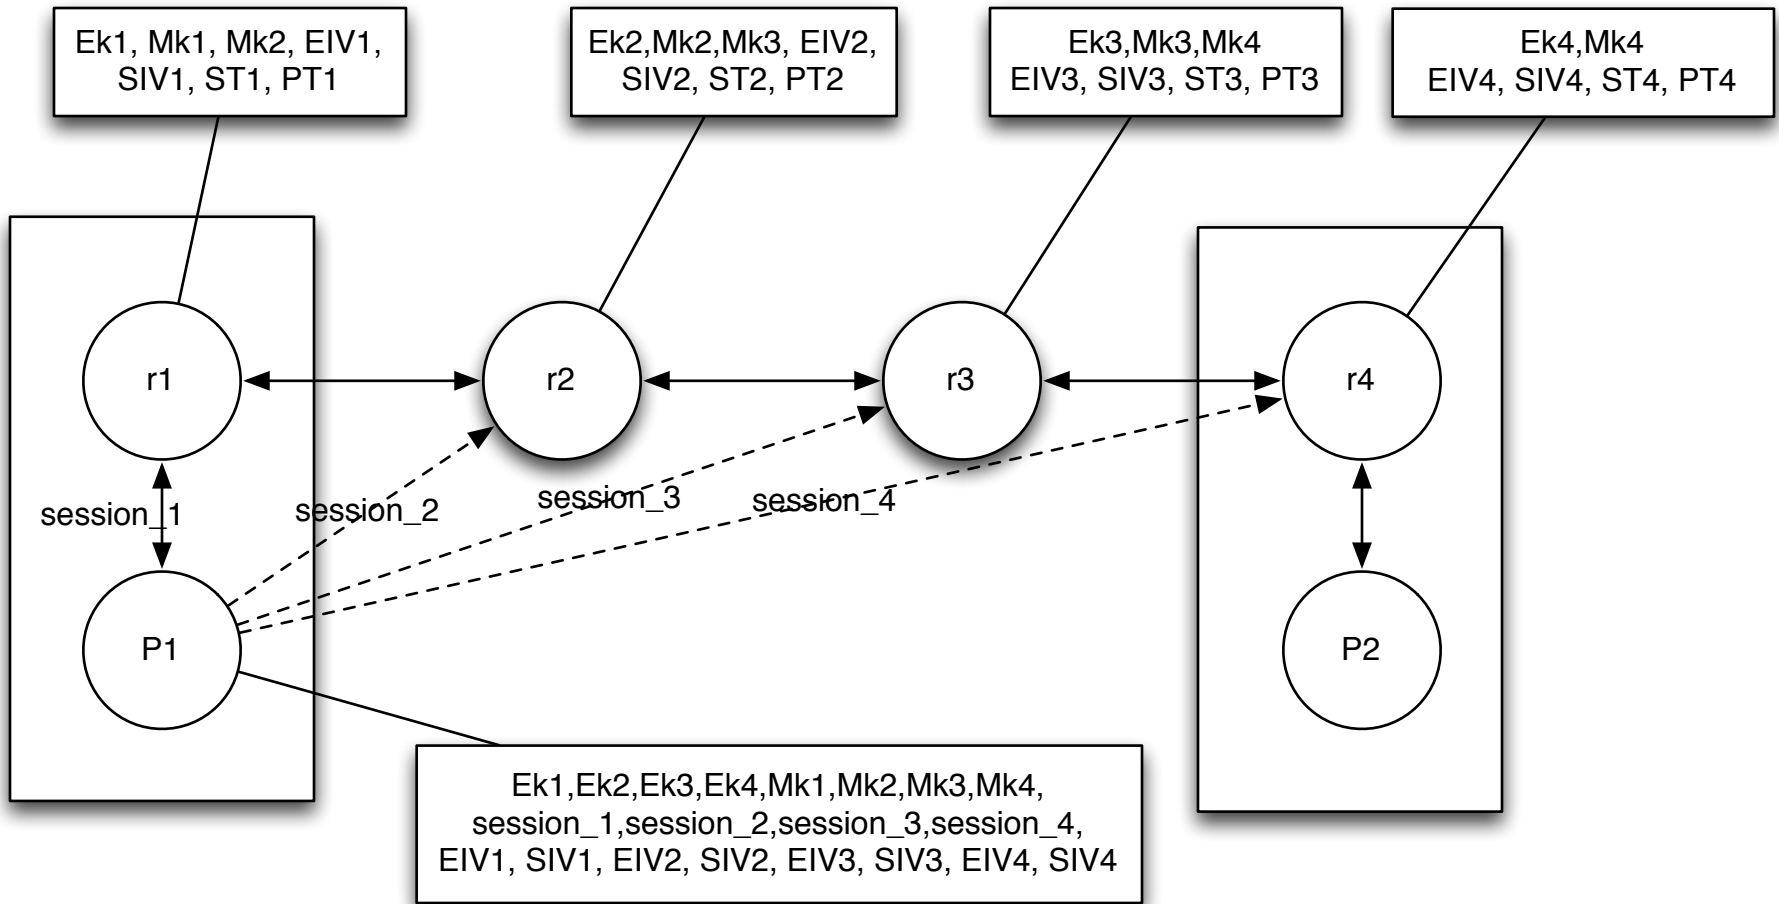 Ek1, Mk1, Mk2, EIV1,
SIV1, ST1, PT1
Ek2,Mk2,Mk3, EIV2,
SIV2, ST2, PT2
Ek3,Mk3,Mk4
EIV3, SIV3, ST3, PT3
Ek4,Mk4
EIV4, SIV4, ST4, PT4
r1
r2
r3
r4
session_1
session_2
session_3
session_4
P1
P2
Ek1,Ek2,Ek3,Ek4,Mk1,Mk2,Mk3,Mk4,
session_1,session_2,session_3,session_4,
EIV1, SIV1, EIV2, SIV2, EIV3, SIV3, EIV4, SIV4